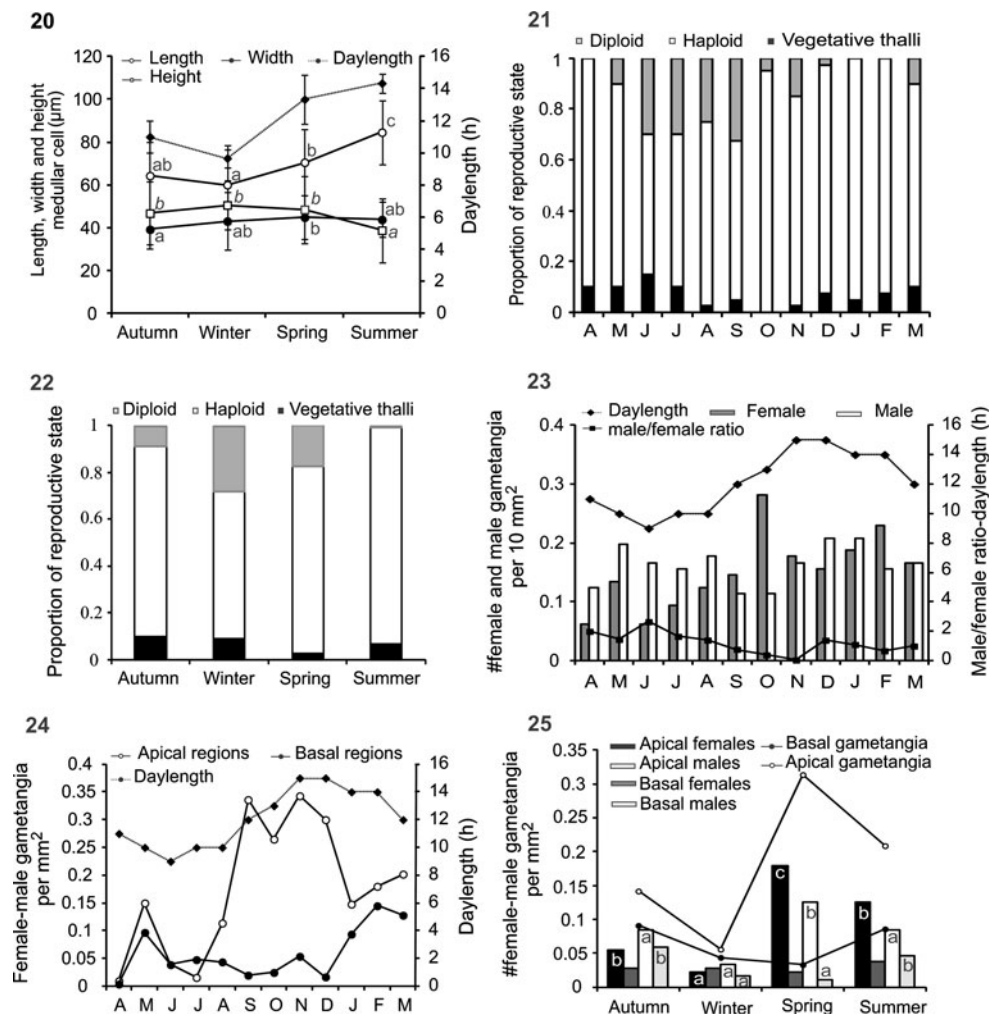 20
Length Width Daylength
Height
Length, width and height
medullar cell (µm)
120
100
80
60
40
20
0
ab
a
b
c
b
b
b
a
a
ab
b
ab
16
14
12
10
8
6
4
2
0
Daylength (h)
Autumn Winter Spring Summer
21
Diploid Haploid Vegetative thalli
Proportion of reproductive state
1
0.8
0.6
0.4
0.2
0
A M J J A S O N D J F M
22
Diploid Haploid Vegetative thalli
Proportion of reproductive state
1
0.8
0.6
0.4
0.2
0
Autumn Winter Spring Summer
23
Daylength Female Male
male/female ratio
#female and male gametangia
per 10 mm²
0.4
0.3
0.2
0.1
0
16
14
12
10
8
6
4
2
0
Male/female ratio-daylength (h)
A M J J A S O N D J F M
24
Apical regions Basal regions
Daylength
Female-male gametangia
per mm²
0.4
0.35
0.3
0.25
0.2
0.15
0.1
0.05
0
16
14
12
10
8
6
4
2
0
Daylength (h)
A M J J A S O N D J F M
25
Apical females Basal gametangia
Apical males Apical gametangia
Basal females
Basal males
#female-male gametangia
per mm²
0.35
0.3
0.25
0.2
0.15
0.1
0.05
0
b
a
b
a
a
a
c
b
a
b
a
b
Autumn Winter Spring Summer